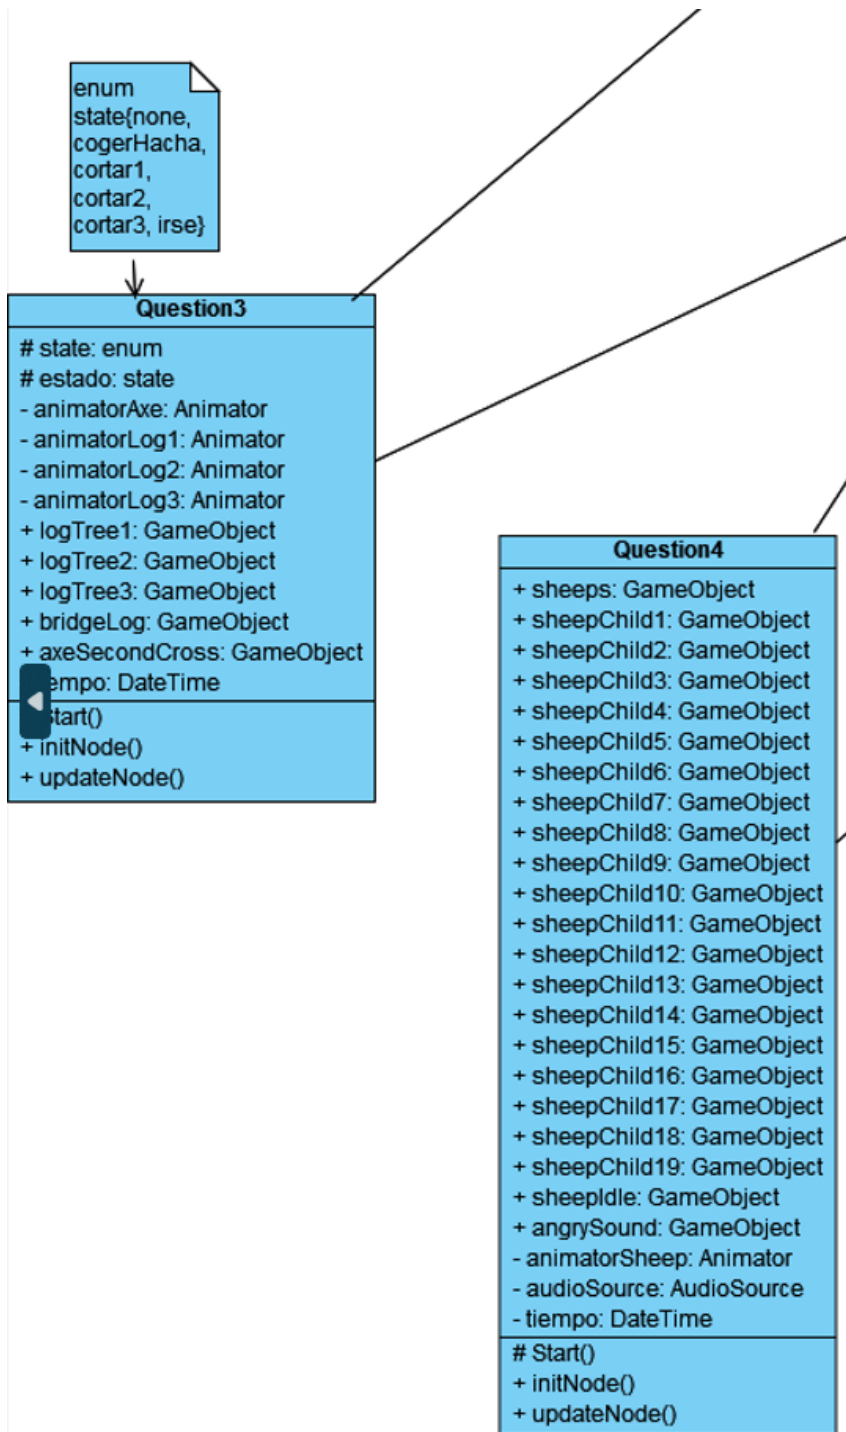 enum
state{none,
cogerHacha,
cortar1,
cortar2,
cortar3, irse}
Question3
# state: enum
# estado: state
- animatorAxe: Animator
- animatorLog1: Animator
- animatorLog2: Animator
- animatorLog3: Animator
+ logTree1: GameObject
+ logTree2: GameObject
+ logTree3: GameObject
+ bridgeLog: GameObject
+ axeSecondCross: GameObject
DateTime
+ initNode()
+ updateNode()
Question4
+ sheeps: GameObject
+ sheepChild1: GameObject
+ sheepChild2: GameObject
+ sheepChild3: GameObject
+ sheepChild4: GameObject
+ sheepChild5: GameObject
+ sheepChild6: GameObject
+ sheepChild7: GameObject
+ sheepChild8: GameObject
+ sheepChild9: GameObject
+ sheepChild10: GameObject
+ sheepChild11: GameObject
+ sheepChild12: GameObject
+ sheepChild13: GameObject
+ sheepChild14: GameObject
+ sheepChild15: GameObject
+ sheepChild16: GameObject
+ sheepChild17: GameObject
+ sheepChild18: GameObject
+ sheepChild19: GameObject
+ sheepIdle: GameObject
+ angrySound: GameObject
- animatorSheep: Animator
- audioSource: AudioSource
- tiempo: DateTime
# Start()
+ initNode()
+ updateNode()